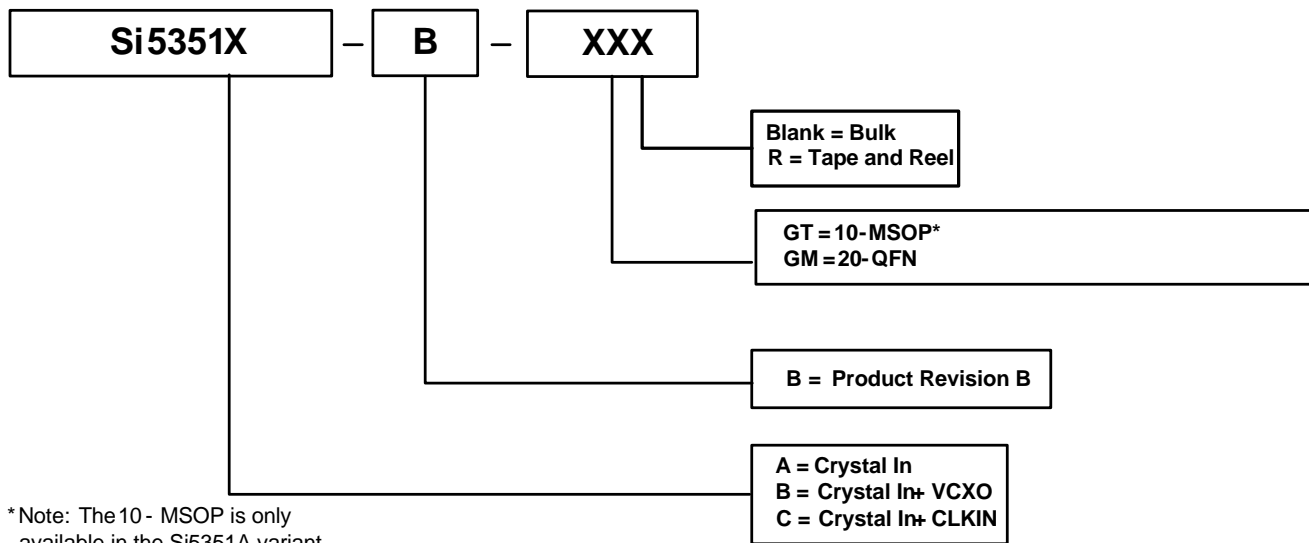 Si5351X – B – XXX
Blank = Bulk
R = Tape and Reel
GT = 10-MSOP*
GM = 20-QFN
B = Product Revision B
A = Crystal In
B = Crystal In+ VCXO
C = Crystal In+ CLKIN
*Note: The 10 - MSOP is only
available in the Si5351A variant